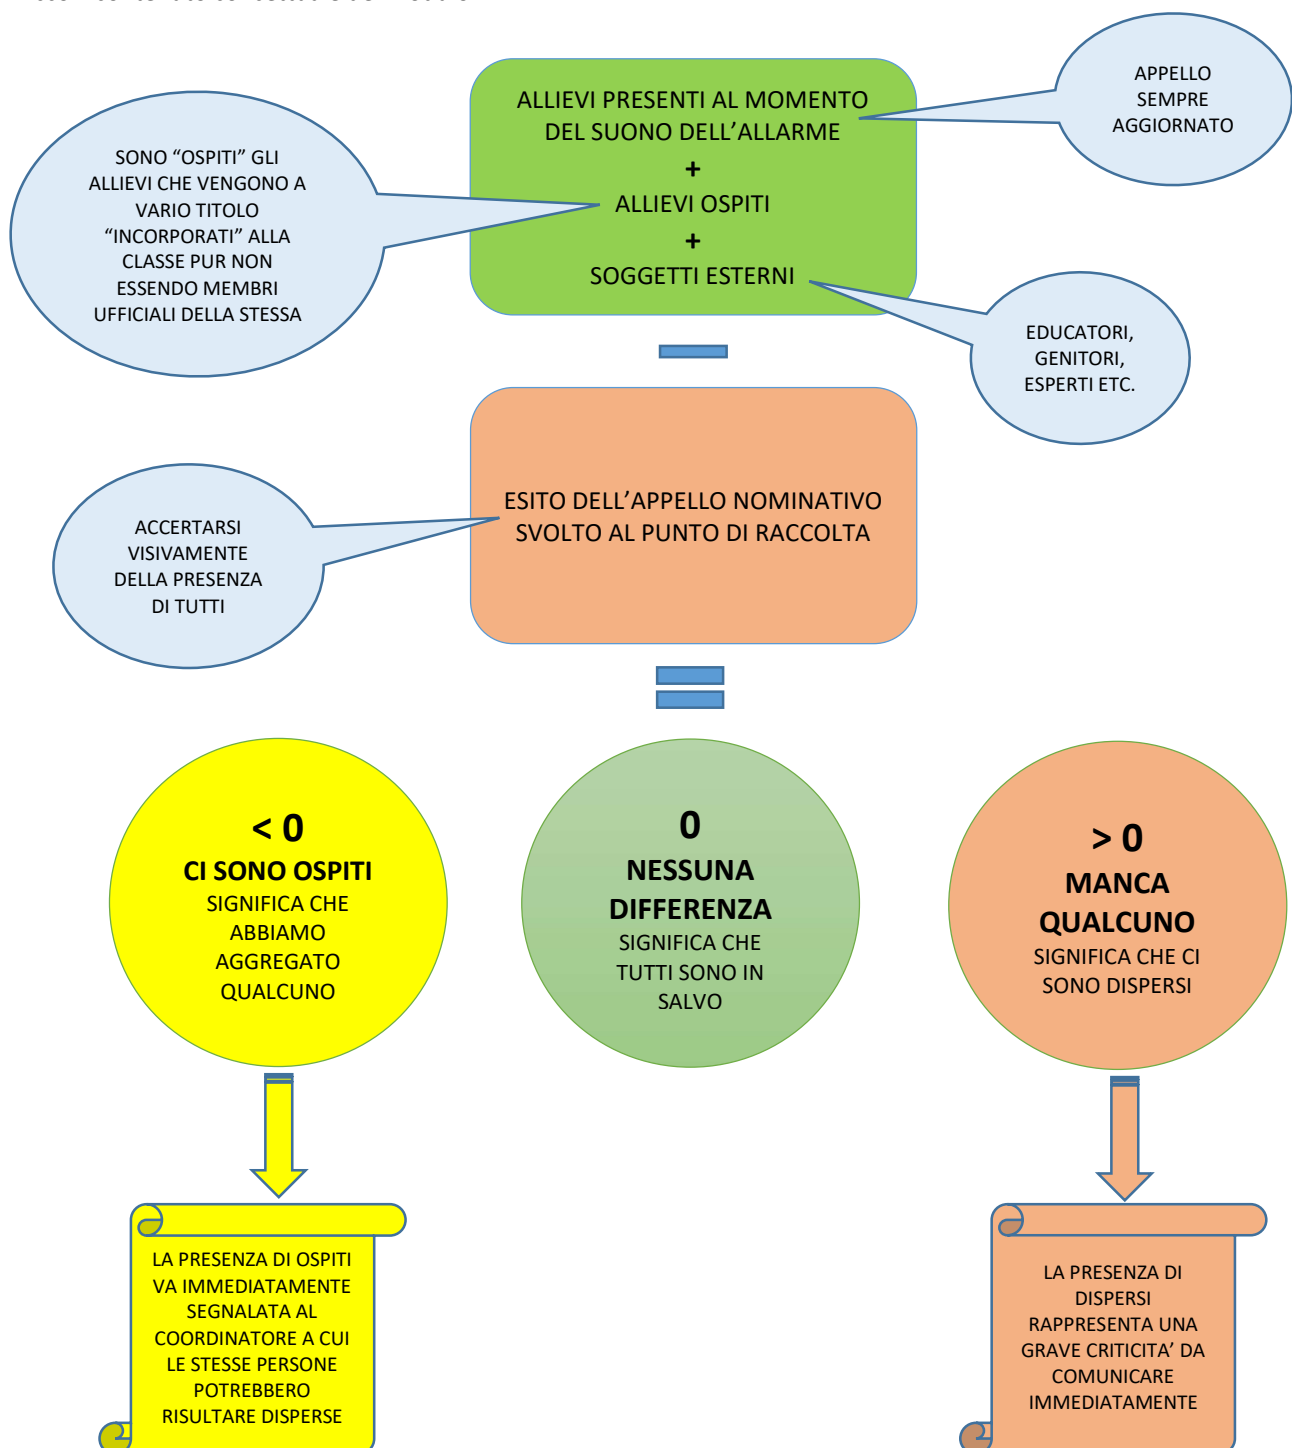 APPELLO
SEMPRE
AGGIORNATO
ALLIEVI PRESENTI AL MOMENTO
DEL SUONO DELL’ALLARME
+
ALLIEVI OSPITI
+
SOGGETTI ESTERNI
SONO “OSPITI” GLI
ALLIEVI CHE VENGONO A
VARIO TITOLO
“INCORPORATI” ALLA
CLASSE PUR NON
ESSENDO MEMBRI
UFFICIALI DELLA STESSA
EDUCATORI,
GENITORI,
ESPERTI ETC.
ESITO DELL’APPELLO NOMINATIVO
SVOLTO AL PUNTO DI RACCOLTA
ACCERTARSI
VISIVAMENTE
DELLA PRESENZA
DI TUTTI
< 0
CI SONO OSPITI
SIGNIFICA CHE
ABBIAMO
AGGREGATO
QUALCUNO
0
NESSUNA
DIFFERENZA
SIGNIFICA CHE
TUTTI SONO IN
SALVO
> 0
MANCA
QUALCUNO
SIGNIFICA CHE CI
SONO DISPERSI
LA PRESENZA DI OSPITI
VA IMMEDIATAMENTE
SEGNALATA AL
COORDINATORE A CUI
LE STESSE PERSONE
POTREBBERO
RISULTARE DISPERSE
LA PRESENZA DI
DISPERSI
RAPPRESENTA UNA
GRAVE CRITICITA’ DA
COMUNICARE
IMMEDIATAMENTE